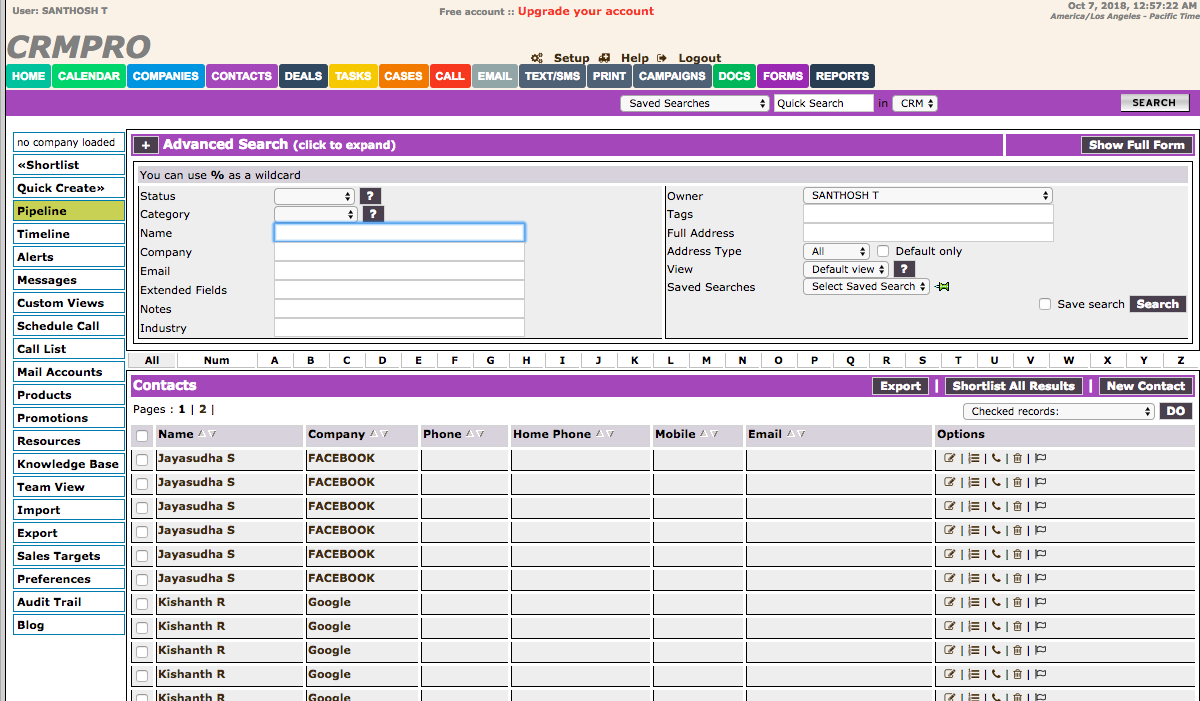 User: SANTHOSH T
Free account :: Upgrade your account
Oct 7, 2018, 12:57:22 AM
America/Los Angeles - Pacific Time
CRMPRO
Setup Help Logout
HOME CALENDAR COMPANIES CONTACTS DEALS TASKS CASES CALL EMAIL TEXT/SMS PRINT CAMPAIGNS DOCS FORMS REPORTS
Saved Searches Quick Search in CRM SEARCH
no company loaded
«Shortlist
Quick Create»
Pipeline
Timeline
Alerts
Messages
Custom Views
Schedule Call
Call List
Mail Accounts
Products
Promotions
Resources
Knowledge Base
Team View
Import
Export
Sales Targets
Preferences
Audit Trail
Blog
+ Advanced Search (click to expand) Show Full Form
You can use % as a wildcard
Status ?
Category ?
Name
Company
Email
Extended Fields
Notes
Industry
Owner SANTHOSH T
Tags
Full Address
Address Type All Default only
View Default view ?
Saved Searches Select Saved Search
Save search Search
All Num A B C D E F G H I J K L M N O P Q R S T U V W X Y Z
Contacts Export | Shortlist All Results | New Contact
Pages : 1 | 2 |
Checked records: DO
Name Company Phone Home Phone Mobile Email Options
Jayasudha S FACEBOOK | | | |
Jayasudha S FACEBOOK | | | |
Jayasudha S FACEBOOK | | | |
Jayasudha S FACEBOOK | | | |
Jayasudha S FACEBOOK | | | |
Jayasudha S FACEBOOK | | | |
Kishanth R Google | | | |
Kishanth R Google | | | |
Kishanth R Google | | | |
Kishanth R Google | | | |
Kishanth R Google | | | |